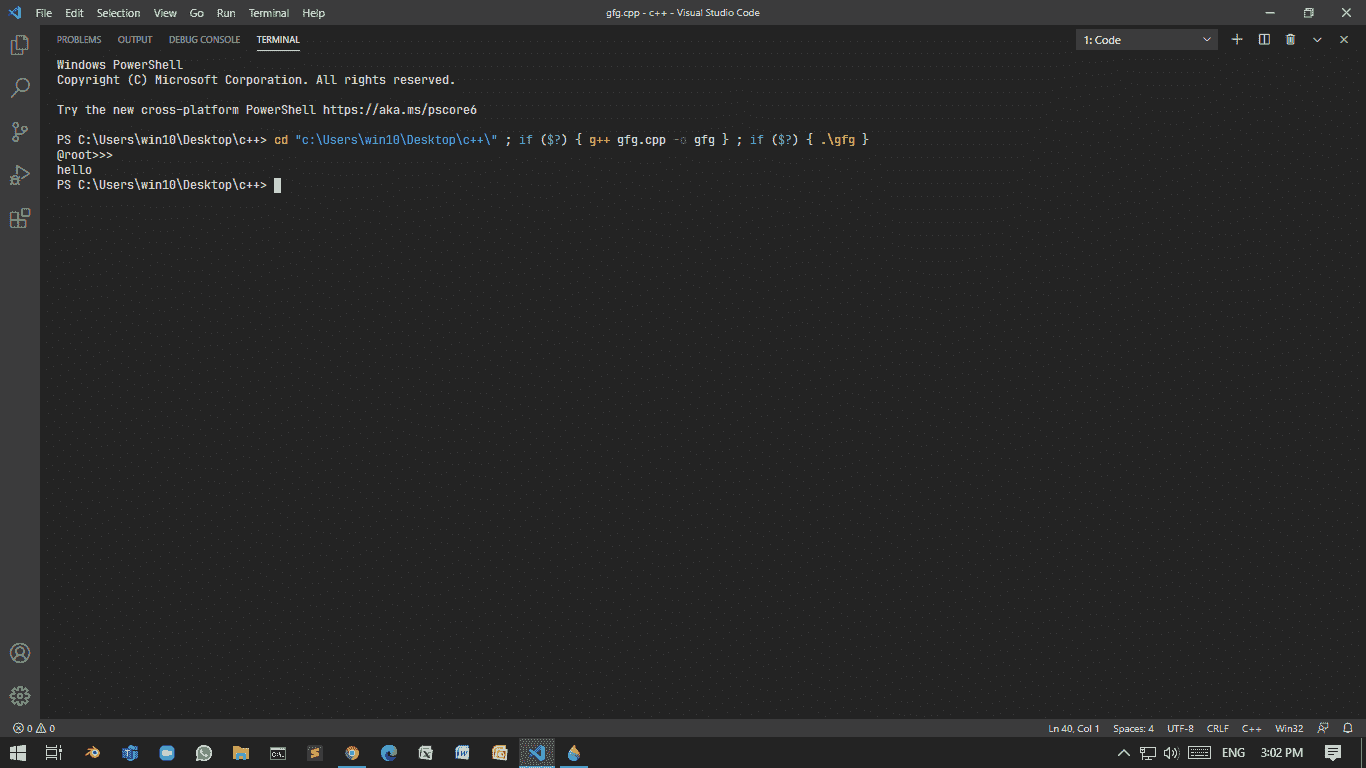 File Edit Selection View Go Run Terminal Help
gfg.cpp - c++ - Visual Studio Code
PROBLEMS OUTPUT DEBUG CONSOLE TERMINAL
1: Code
Windows PowerShell
Copyright (C) Microsoft Corporation. All rights reserved.
Try the new cross-platform PowerShell https://aka.ms/pscore6
PS C:\Users\win10\Desktop\c++> cd "c:\Users\win10\Desktop\c++\" ; if ($?) { g++ gfg.cpp -o gfg } ; if ($?) { .\gfg }
@root>>>
hello
PS C:\Users\win10\Desktop\c++>
0 0
Ln 40, Col 1 Spaces: 4 UTF-8 CRLF C++ Win32
ENG 3:02 PM